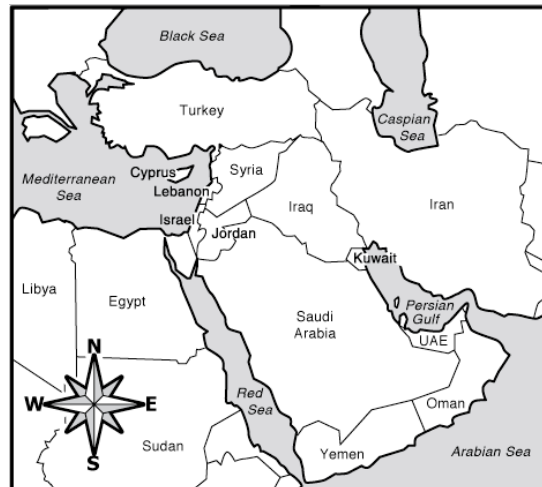 Black Sea
Caspian
Sea
Turkey
Cyprus
Mediterranean
Sea
Lebanon
Syria
Israel
Jordan
Iraq
Iran
Kuwait
Libya
Egypt
Saudi
Arabia
Persian
Gulf
UAE
N
W
E
S
Red
Sea
Sudan
Yemen
Oman
Arabian Sea